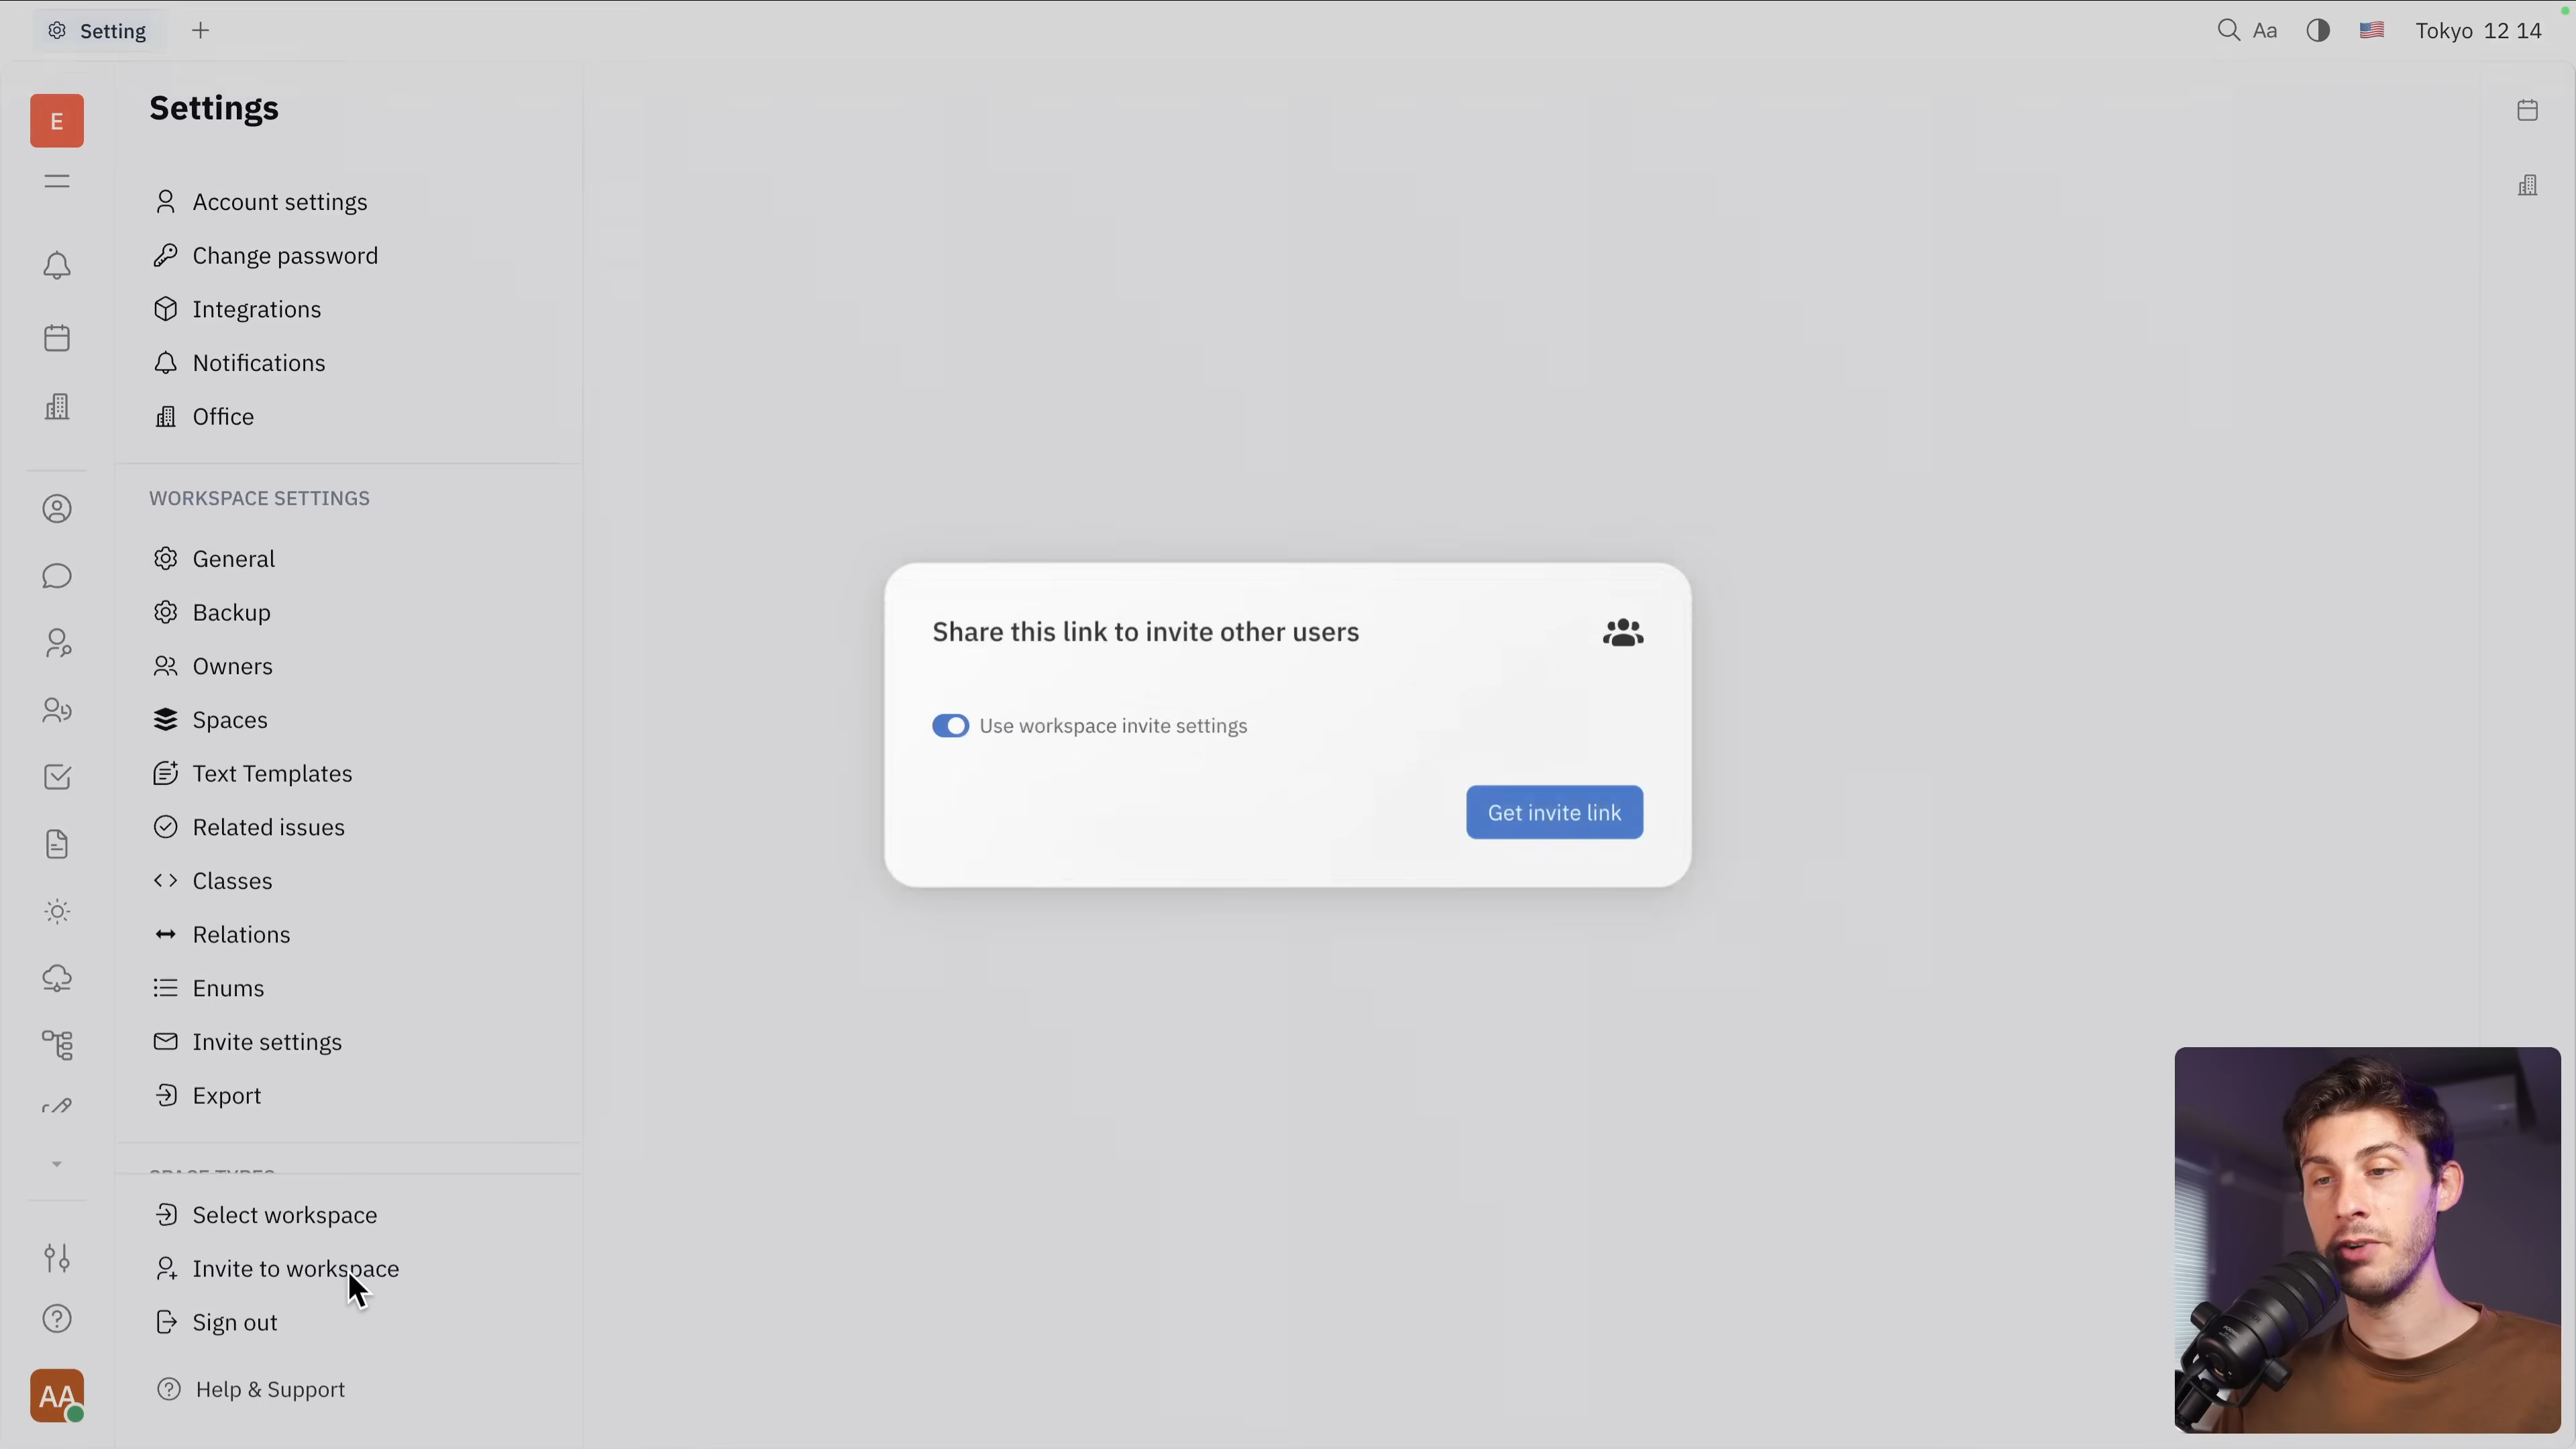 Setting
Aa
Tokyo 12 14
E
Settings
Account settings
Change password
Integrations
Notifications
Office
WORKSPACE SETTINGS
General
Backup
Owners
Spaces
Text Templates
Related issues
Classes
Relations
Enums
Invite settings
Export
SPACE TYPES
Select workspace
Invite to workspace
Sign out
Help & Support
AA
Share this link to invite other users
Use workspace invite settings
Get invite link